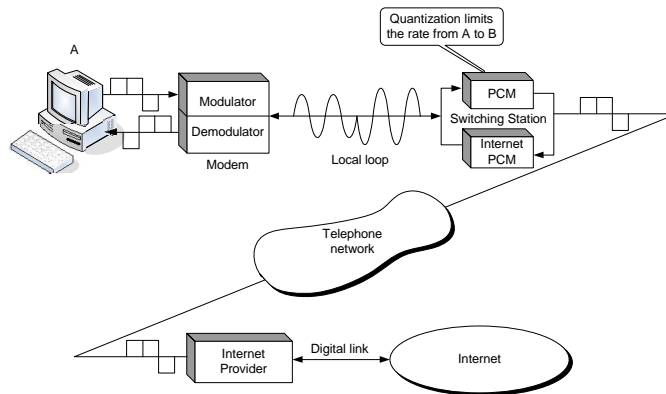 Quantization limits
the rate from A to B
A
Modulator
Demodulator
Modem
Local loop
PCM
Switching Station
Internet
PCM
Telephone
network
Internet
Provider
Digital link
Internet